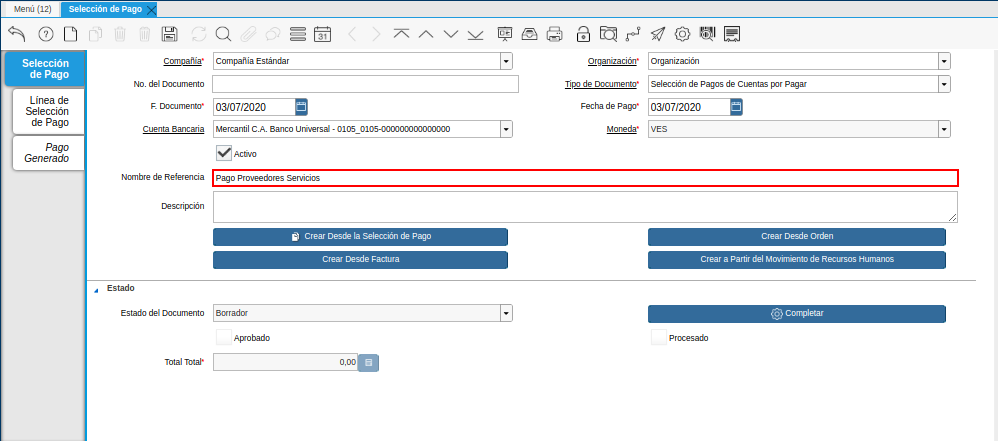 Menú (12)
Selección de Pago
Selección
de Pago
Línea de
Selección
de Pago
Pago
Generado
Compañía* Compañía Estándar
Organización* Organización
No. del Documento
Tipo de Documento* Selección de Pagos de Cuentas por Pagar
F. Documento* 03/07/2020
Fecha de Pago* 03/07/2020
Cuenta Bancaria Mercantil C.A. Banco Universal - 0105_0105-000000000000000
Moneda* VES
Activo
Nombre de Referencia Pago Proveedores Servicios
Descripción
Crear Desde la Selección de Pago
Crear Desde Orden
Crear Desde Factura
Crear a Partir del Movimiento de Recursos Humanos
Estado
Estado del Documento Borrador
Completar
Aprobado
Procesado
Total Total* 0,00